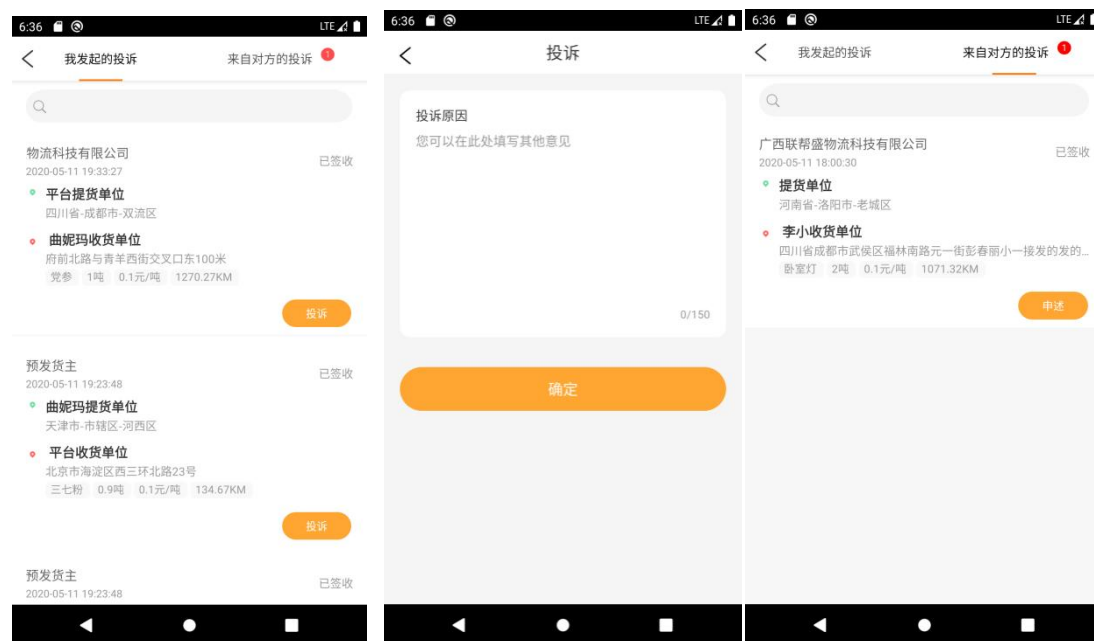 6:36
LTE
我发起的投诉
来自对方的投诉
1
物流科技有限公司
已签收
2020-05-11 19:33:27
平台提货单位
四川省-成都市-双流区
曲妮玛收货单位
府前北路与青羊西街交叉口东100米
党参 1吨 0.1元/吨 1270.27KM
投诉
预发货主
已签收
2020-05-11 19:23:48
曲妮玛提货单位
天津市-市辖区-河西区
平台收货单位
北京市海淀区西三环北路23号
三七粉 0.9吨 0.1元/吨 134.67KM
投诉
预发货主
已签收
2020-05-11 19:23:48
6:36
LTE
投诉
投诉原因
您可以在此处填写其他意见
0/150
确定
6:36
LTE
我发起的投诉
来自对方的投诉
1
广西联帮盛物流科技有限公司
已签收
2020-05-11 18:00:30
提货单位
河南省-洛阳市-老城区
李小收货单位
四川省成都市武侯区福林南路元一街彭春丽小一接发的发的...
卧室灯 2吨 0.1元/吨 1071.32KM
申述